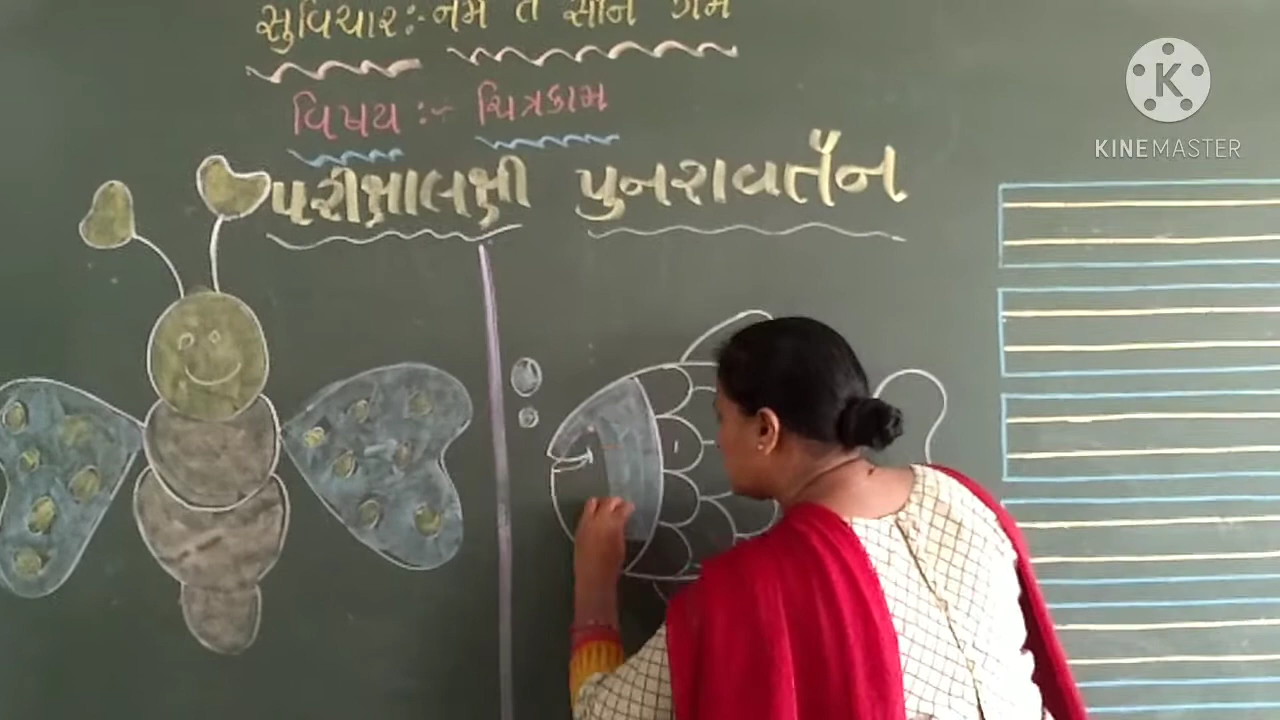 સુવિચાર:- નમે તે સૌને ગમે
વિષય :- ચિત્રકામ
પરીક્ષાલક્ષી પુનરાવર્તન
K
KINEMASTER